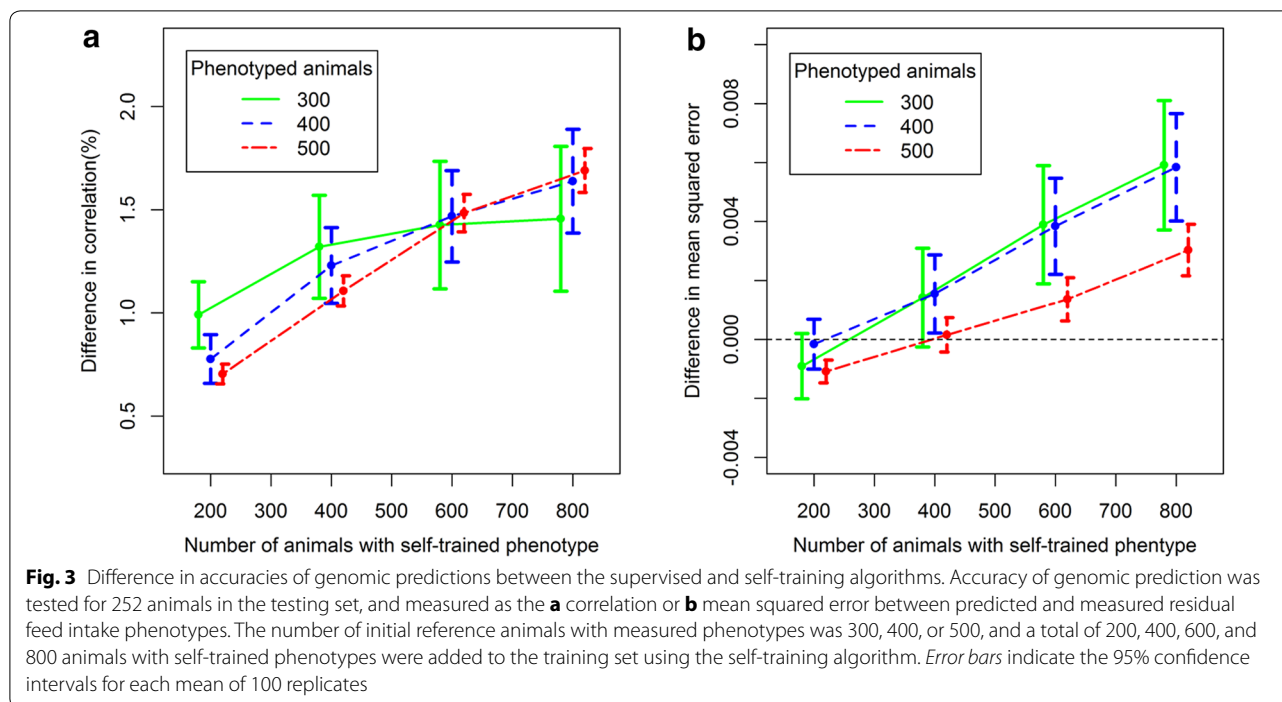 a
Phenotyped animals
300
400
500
Difference in correlation(%)
2.0
1.5
1.0
0.5
200 300 400 500 600 700 800
Number of animals with self-trained phenotype
b
Phenotyped animals
300
400
500
Difference in mean squared error
0.008
0.004
0.000
-0.004
200 300 400 500 600 700 800
Number of animals with self-trained phentype
Fig. 3 Difference in accuracies of genomic predictions between the supervised and self-training algorithms. Accuracy of genomic prediction was
tested for 252 animals in the testing set, and measured as the a correlation or b mean squared error between predicted and measured residual
feed intake phenotypes. The number of initial reference animals with measured phenotypes was 300, 400, or 500, and a total of 200, 400, 600, and
800 animals with self-trained phenotypes were added to the training set using the self-training algorithm. Error bars indicate the 95% confidence
intervals for each mean of 100 replicates